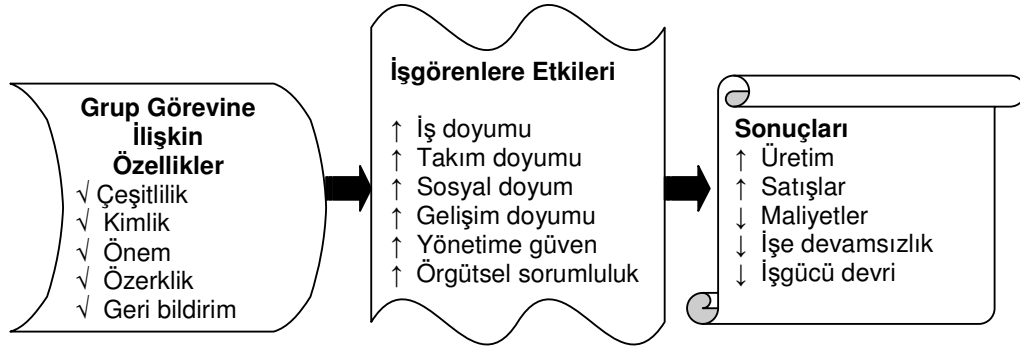 Grup Görevine
İlişkin
Özellikler
√ Çeşitlilik
√ Kimlik
√ Önem
√ Özerklik
√ Geri bildirim
İşgörenlere Etkileri
↑ İş doyumu
↑ Takım doyumu
↑ Sosyal doyum
↑ Gelişim doyumu
↑ Yönetime güven
↑ Örgütsel sorumluluk
Sonuçları
↑ Üretim
↑ Satışlar
↓ Maliyetler
↓ İşe devamsızlık
↓ İşgücü devri